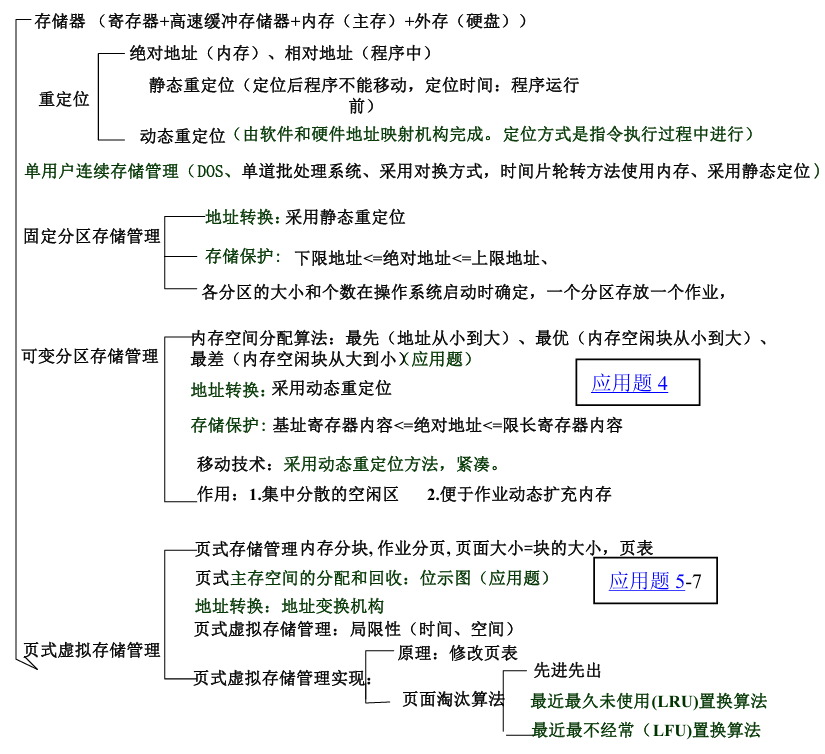 存储器 （寄存器+高速缓冲存储器+内存（主存）+外存（硬盘））
绝对地址（内存）、相对地址（程序中）
重定位
静态重定位（定位后程序不能移动，定位时间：程序运行
前）
动态重定位（由软件和硬件地址映射机构完成。定位方式是指令执行过程中进行）
单用户连续存储管理（DOS、单道批处理系统、采用对换方式，时间片轮转方法使用内存、采用静态定位）
地址转换：采用静态重定位
固定分区存储管理
存储保护： 下限地址<=绝对地址<=上限地址、
各分区的大小和个数在操作系统启动时确定，一个分区存放一个作业，
内存空间分配算法：最先（地址从小到大）、最优（内存空闲块从小到大）、
可变分区存储管理
最差（内存空闲块从大到小）（应用题）
应用题 4
地址转换：采用动态重定位
存储保护：基址寄存器内容<=绝对地址<=限长寄存器内容
移动技术：采用动态重定位方法，紧凑。
作用：1.集中分散的空闲区 2.便于作业动态扩充内存
页式存储管理 内存分块, 作业分页, 页面大小=块的大小，页表
页式主存空间的分配和回收：位示图（应用题）
应用题 5-7
地址转换：地址变换机构
页式虚拟存储管理：局限性（时间、空间）
页式虚拟存储管理
原理：修改页表
页式虚拟存储管理实现：
先进先出
页面淘汰算法
最近最久未使用(LRU)置换算法
最近最不经常（LFU)置换算法